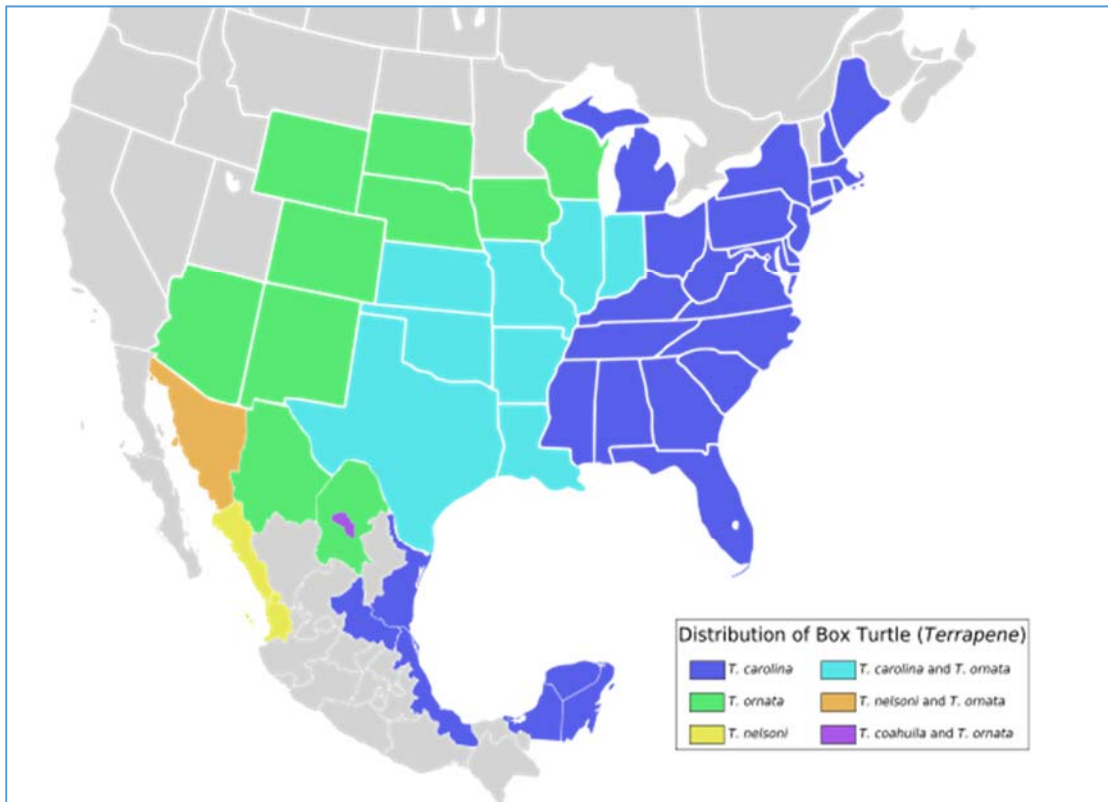 Distribution of Box Turtle (Terrapene)
T. carolina
T. carolina and T. ornata
T. ornata
T. nelsoni and T. ornata
T. nelsoni
T. coahuila and T. ornata